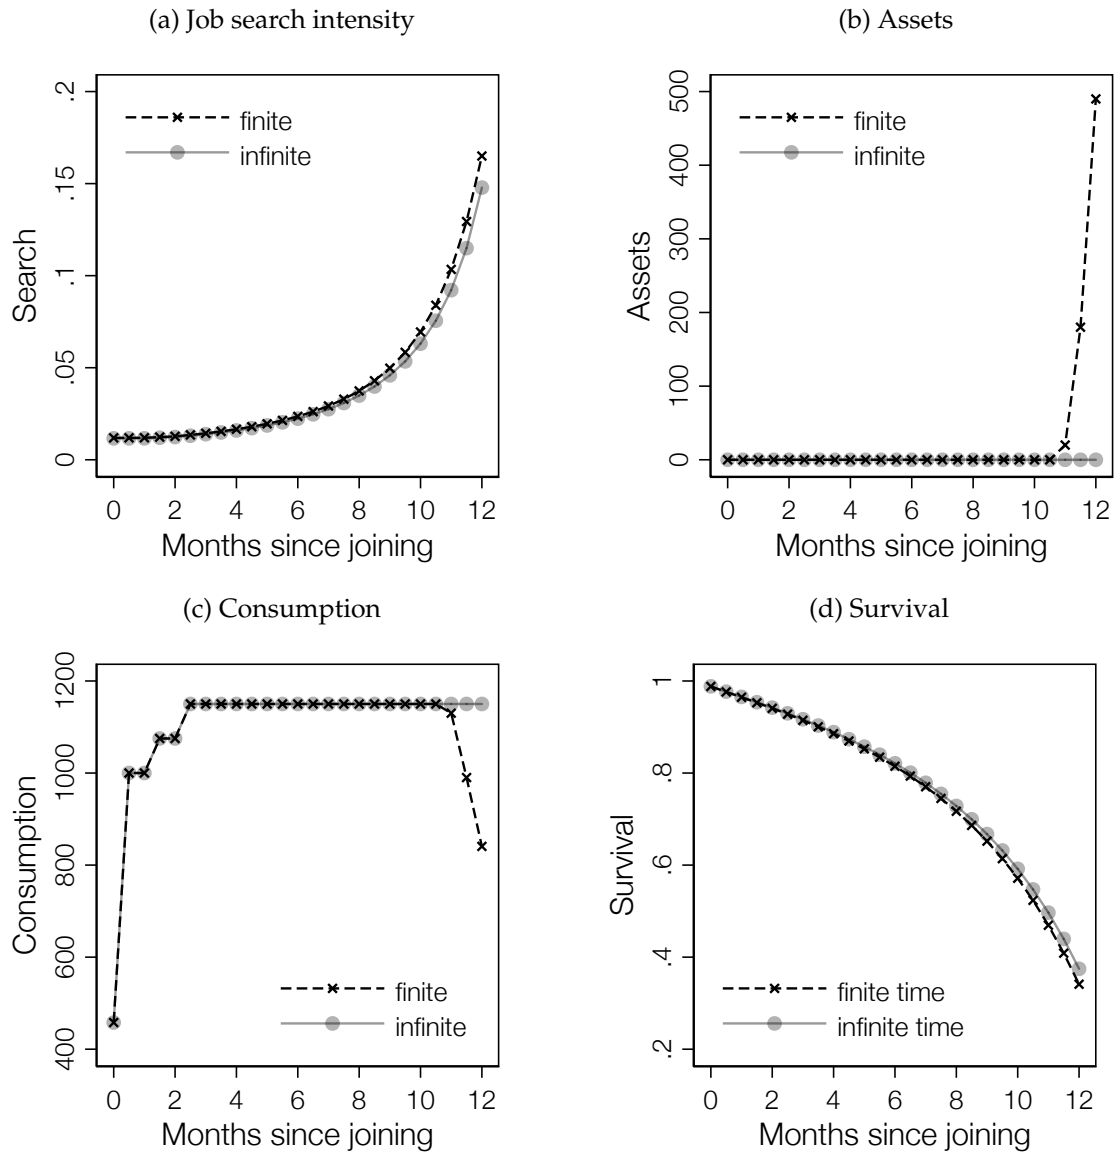 (a) Job search intensity
Search
.2
.15
.1
.05
0
finite
infinite
0 2 4 6 8 10 12
Months since joining
(b) Assets
Assets
500
400
300
200
100
0
finite
infinite
0 2 4 6 8 10 12
Months since joining
(c) Consumption
Consumption
1200
1000
800
600
400
finite
infinite
0 2 4 6 8 10 12
Months since joining
(d) Survival
Survival
1
.8
.6
.4
.2
finite time
infinite time
0 2 4 6 8 10 12
Months since joining